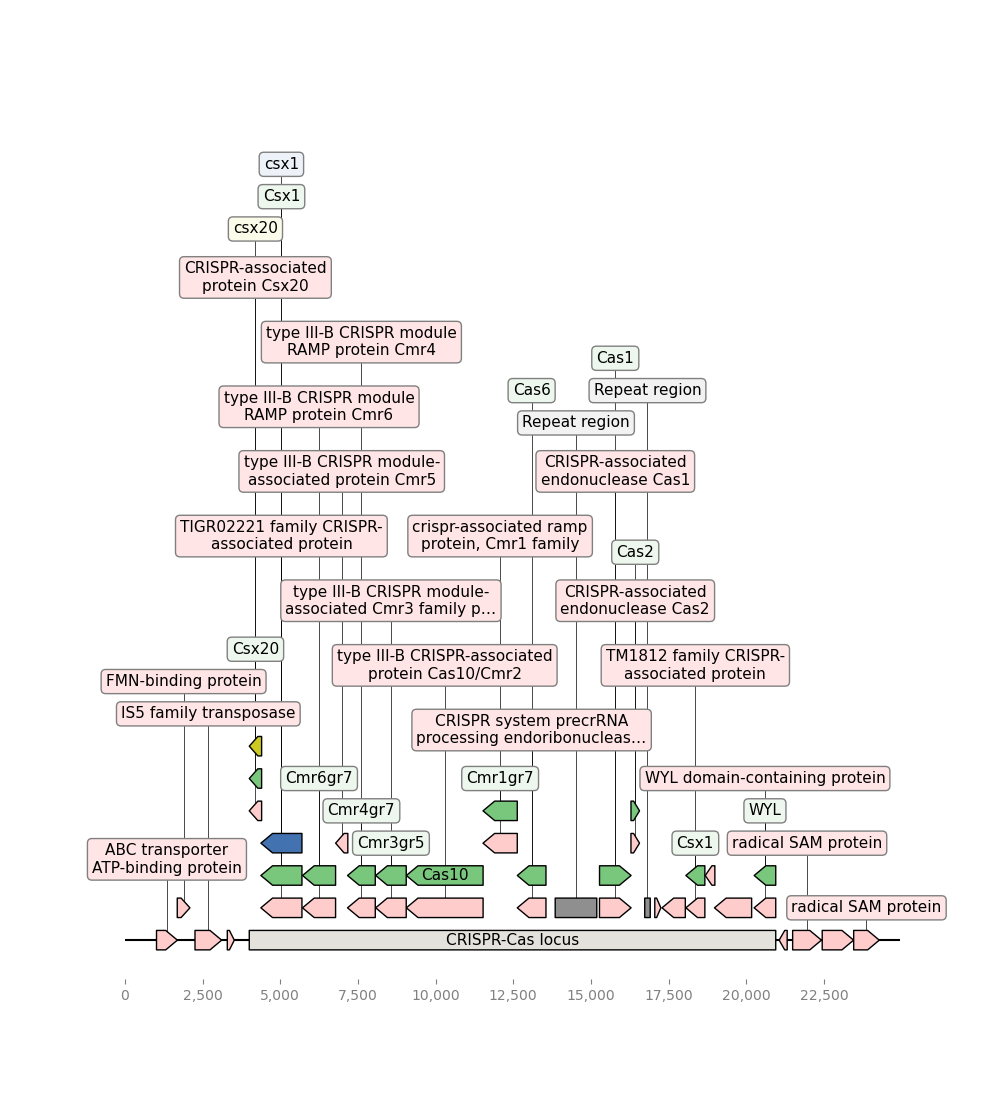 csx1
Csx1
csx20
CRISPR-associated
protein Csx20
type III-B CRISPR module
RAMP protein Cmr4
Cas1
type III-B CRISPR module
RAMP protein Cmr6
Cas6
Repeat region
Repeat region
type III-B CRISPR module-
associated protein Cmr5
CRISPR-associated
endonuclease Cas1
TIGR02221 family CRISPR-
associated protein
crispr-associated ramp
protein, Cmr1 family
Cas2
type III-B CRISPR module-
associated Cmr3 family p...
CRISPR-associated
endonuclease Cas2
Csx20
type III-B CRISPR-associated
protein Cas10/Cmr2
TM1812 family CRISPR-
associated protein
FMN-binding protein
IS5 family transposase
CRISPR system precrRNA
processing endoribonucleas...
Cmr6gr7
Cmr1gr7
WYL domain-containing protein
Cmr4gr7
WYL
ABC transporter
ATP-binding protein
Cmr3gr5
Csx1
radical SAM protein
Cas10
radical SAM protein
CRISPR-Cas locus
0
2,500
5,000
7,500
10,000
12,500
15,000
17,500
20,000
22,500